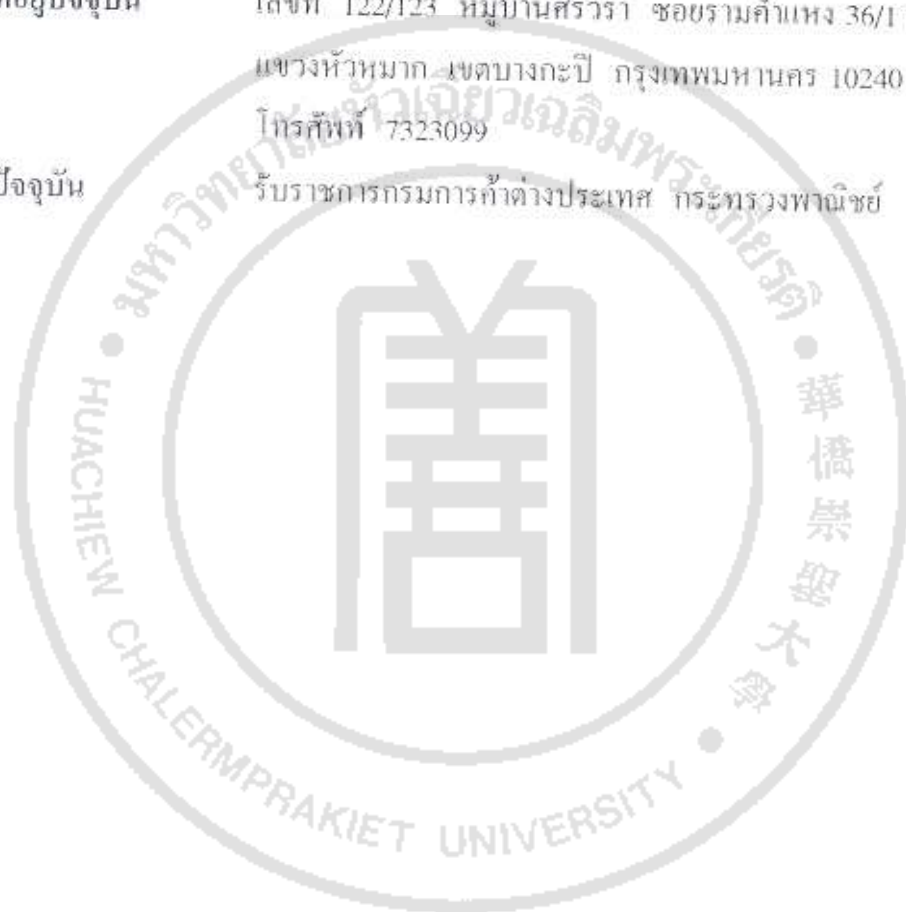 ที่อยู่ปัจจุบัน เลขที่ 122/123 หมู่บ้านศรีวรา ซอยรามคำแหง 36/1
แขวงหัวหมาก เขตบางกะปิ กรุงเทพมหานคร 10240
โทรศัพท์ 7323099
ปัจจุบัน รับราชการกรมการค้าต่างประเทศ กระทรวงพาณิชย์
มหาวิทยาลัยหัวเฉียวเฉลิมพระเกียรติ
華僑崇聖大學
HUACHIEW CHALERMPRAKIET UNIVERSITY